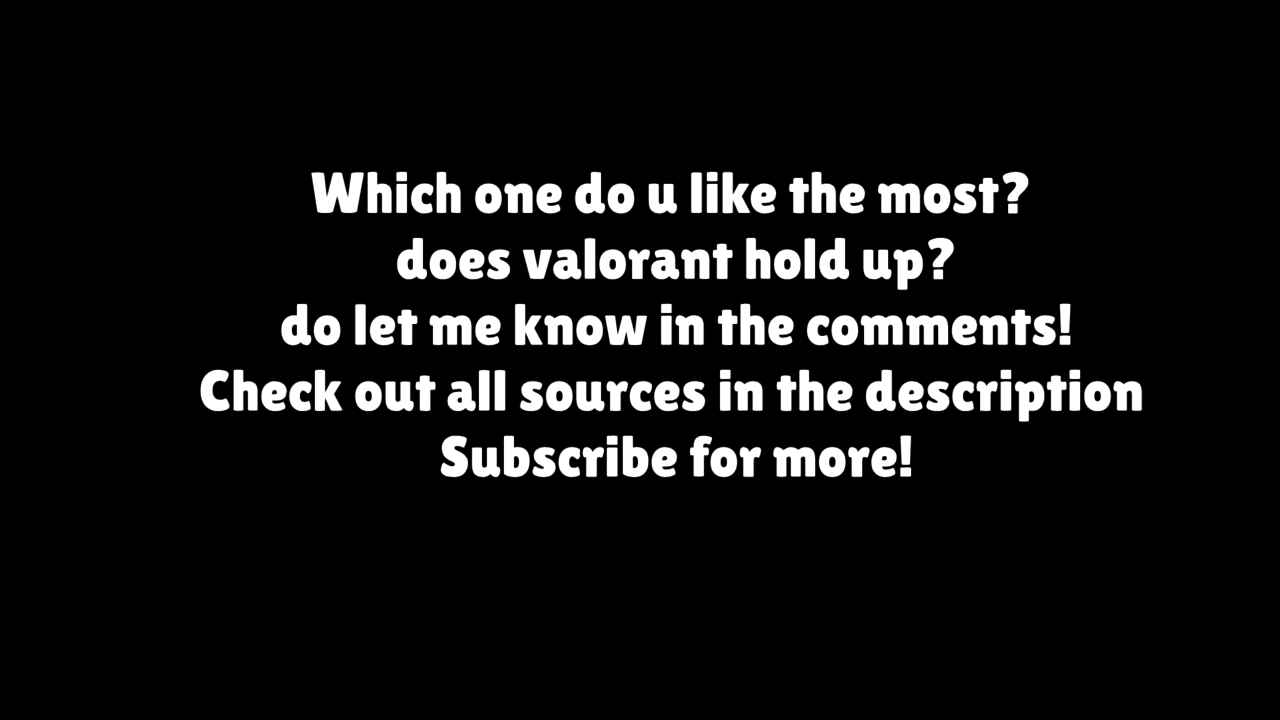 Which one do u like the most?
does valorant hold up?
do let me know in the comments!
Check out all sources in the description
Subscribe for more!